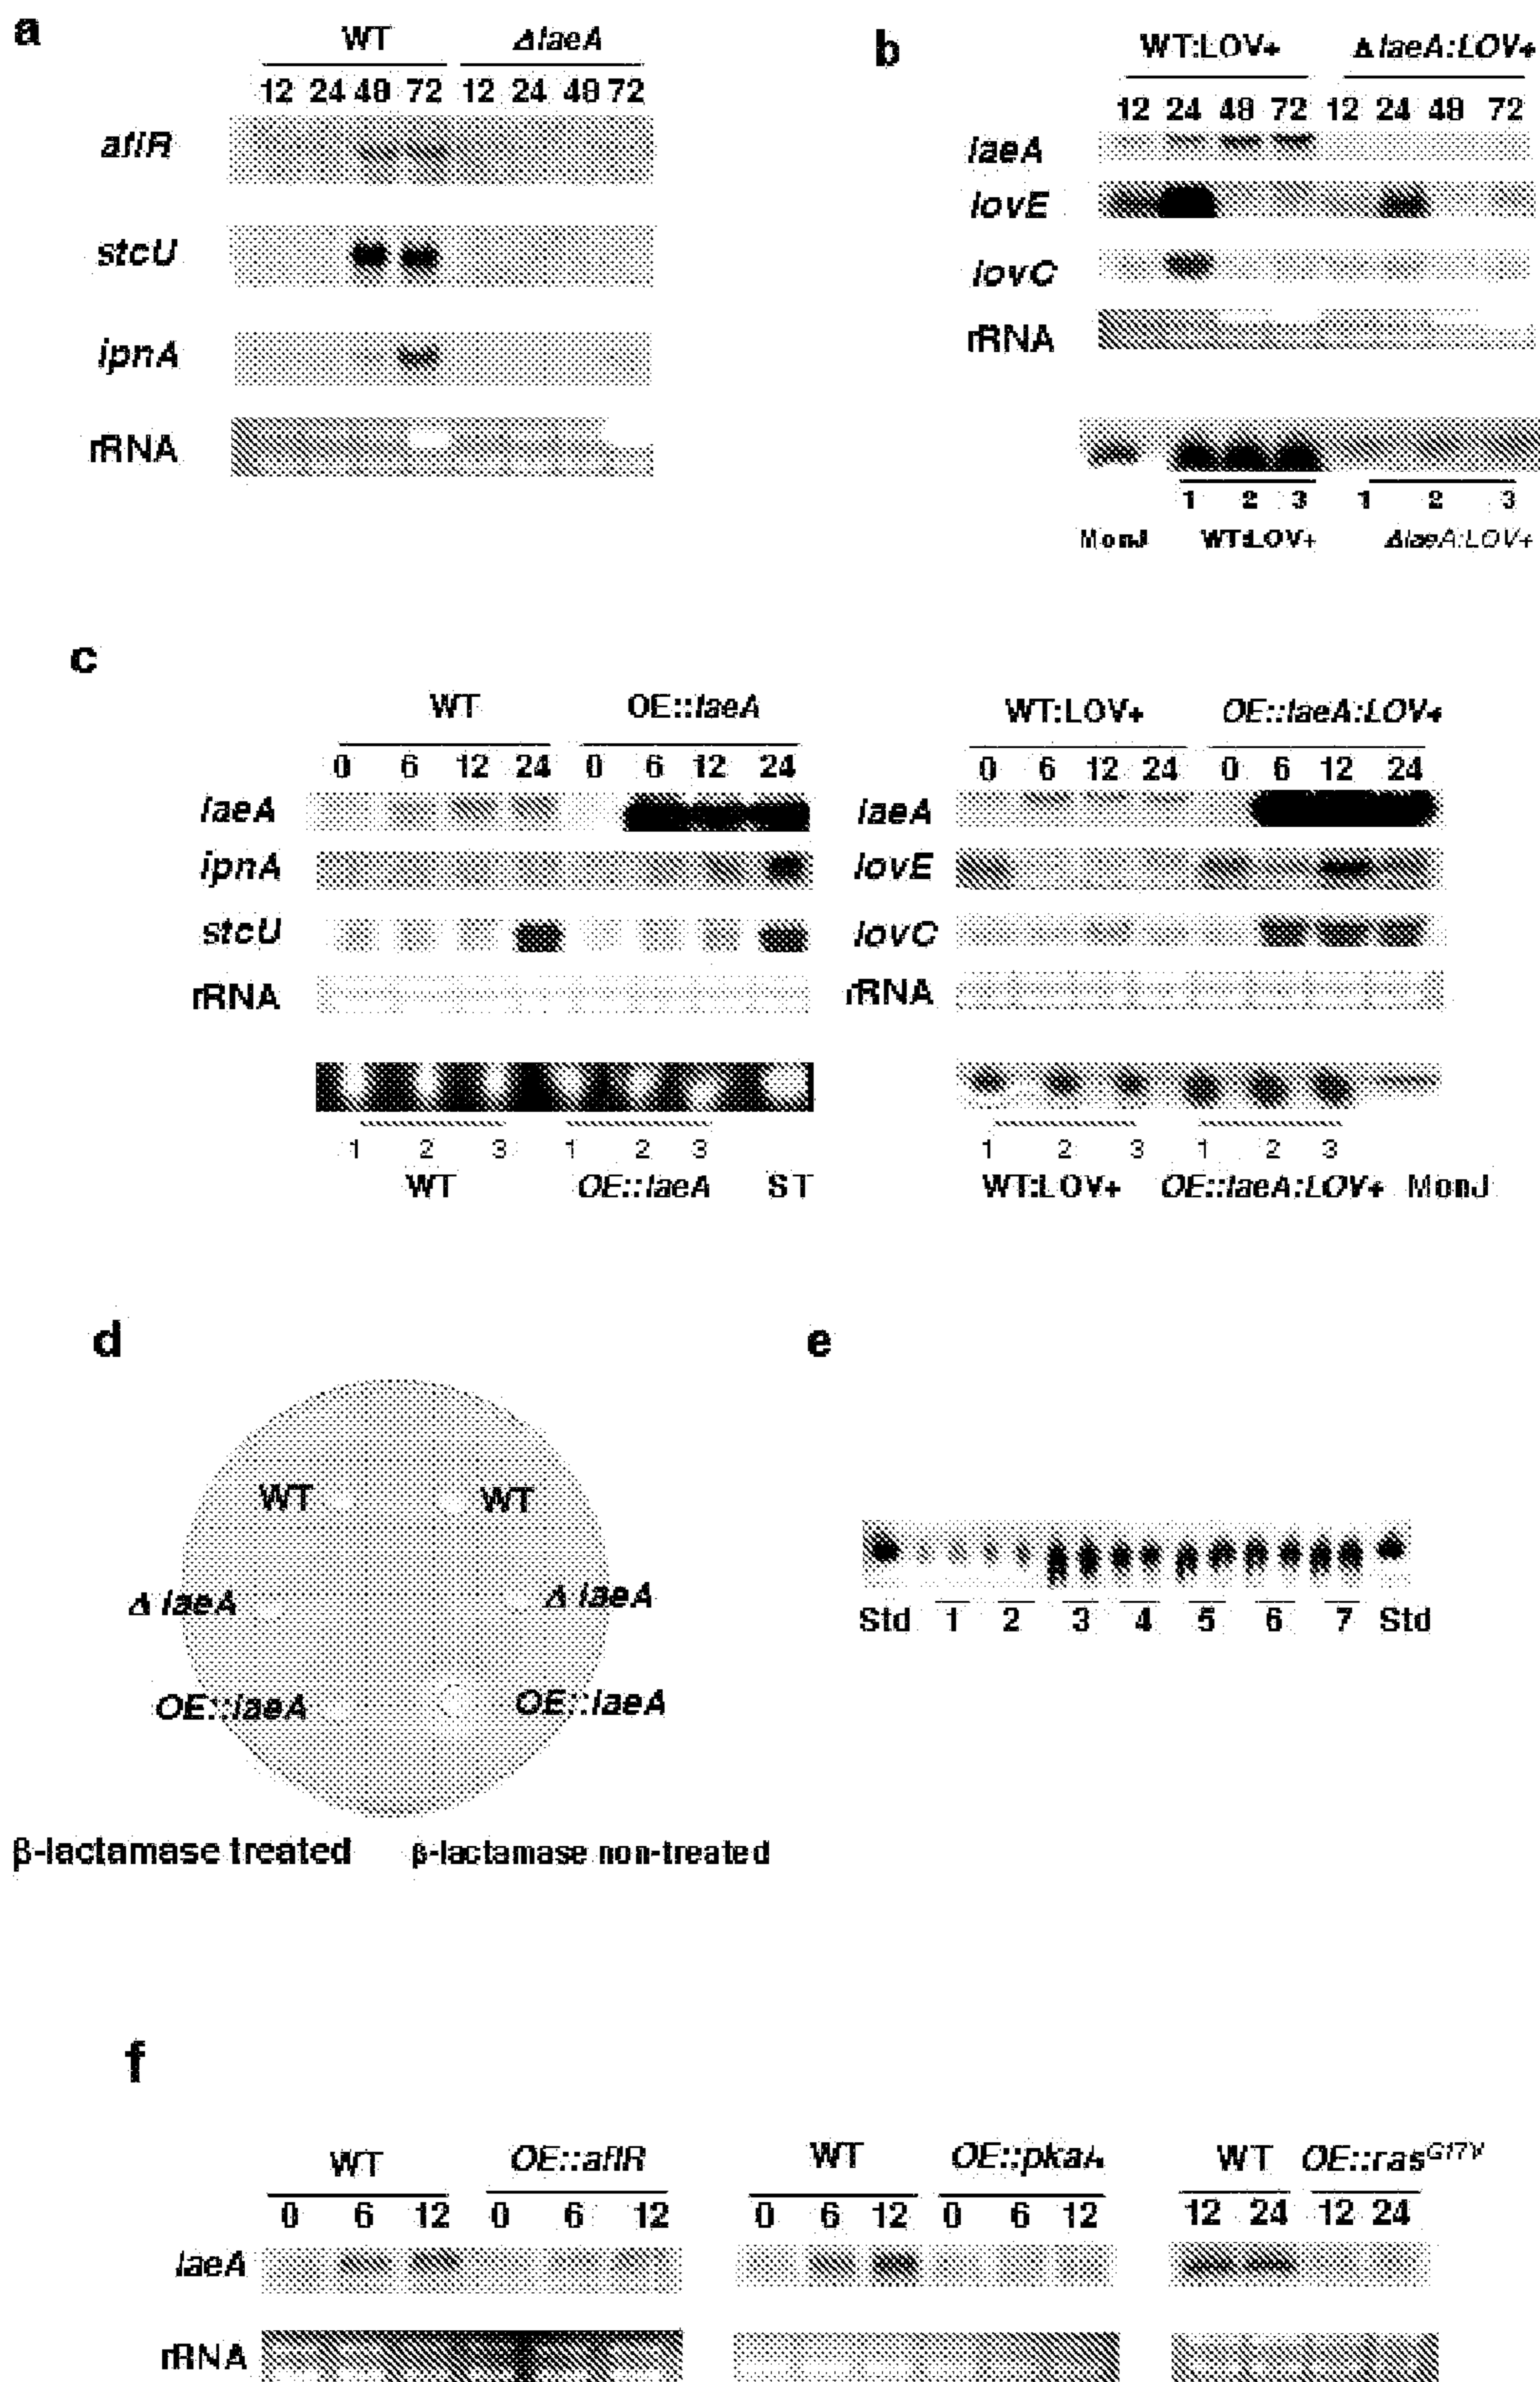 a
WT ΔlaeA
12 24 48 72 12 24 48 72
aflR
stcU
ipnA
rRNA
b
WT:LOV+ ΔlaeA:LOV+
12 24 48 72 12 24 48 72
laeA
lovE
lovC
rRNA
1 2 3 1 2 3
MonJ WT:LOV+ ΔlaeA:LOV+
c
WT OE::laeA
0 6 12 24 0 6 12 24
laeA
ipnA
stcU
rRNA
1 2 3 1 2 3
WT OE::laeA ST
WT:LOV+ OE::laeA:LOV+
0 6 12 24 0 6 12 24
laeA
lovE
lovC
rRNA
1 2 3 1 2 3
WT:LOV+ OE::laeA:LOV+ MonJ
d
WT WT
ΔlaeA ΔlaeA
OE::laeA OE::laeA
β-lactamase treated β-lactamase non-treated
e
Std 1 2 3 4 5 6 7 Std
f
WT OE::aflR WT OE::pkaA WT OE::rasG17V
0 6 12 0 6 12 0 6 12 0 6 12 12 24 12 24
laeA
rRNA